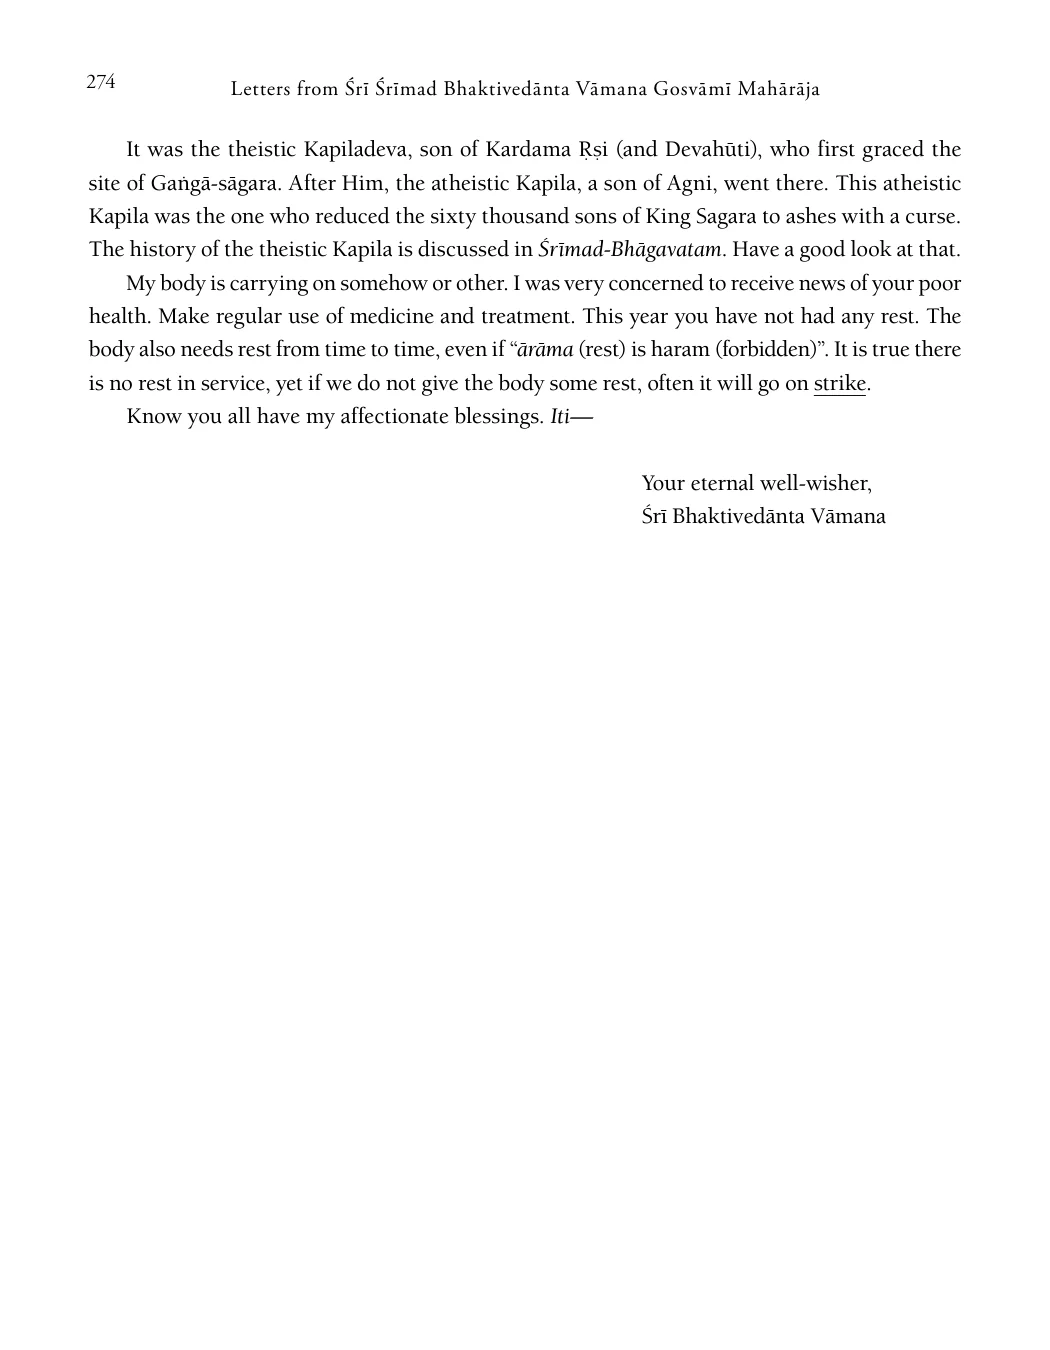 274
Letters from Śrī Śrīmad Bhaktivedānta Vāmana Gosvāmī Mahārāja
It was the theistic Kapiladeva, son of Kardama Ṛṣi (and Devahūti), who first graced the
site of Gaṅgā-sāgara. After Him, the atheistic Kapila, a son of Agni, went there. This atheistic
Kapila was the one who reduced the sixty thousand sons of King Sagara to ashes with a curse.
The history of the theistic Kapila is discussed in Śrīmad-Bhāgavatam. Have a good look at that.
My body is carrying on somehow or other. I was very concerned to receive news of your poor
health. Make regular use of medicine and treatment. This year you have not had any rest. The
body also needs rest from time to time, even if “ārāma (rest) is haram (forbidden)”. It is true there
is no rest in service, yet if we do not give the body some rest, often it will go on strike.
Know you all have my affectionate blessings. Iti—
Your eternal well-wisher,
Śrī Bhaktivedānta Vāmana